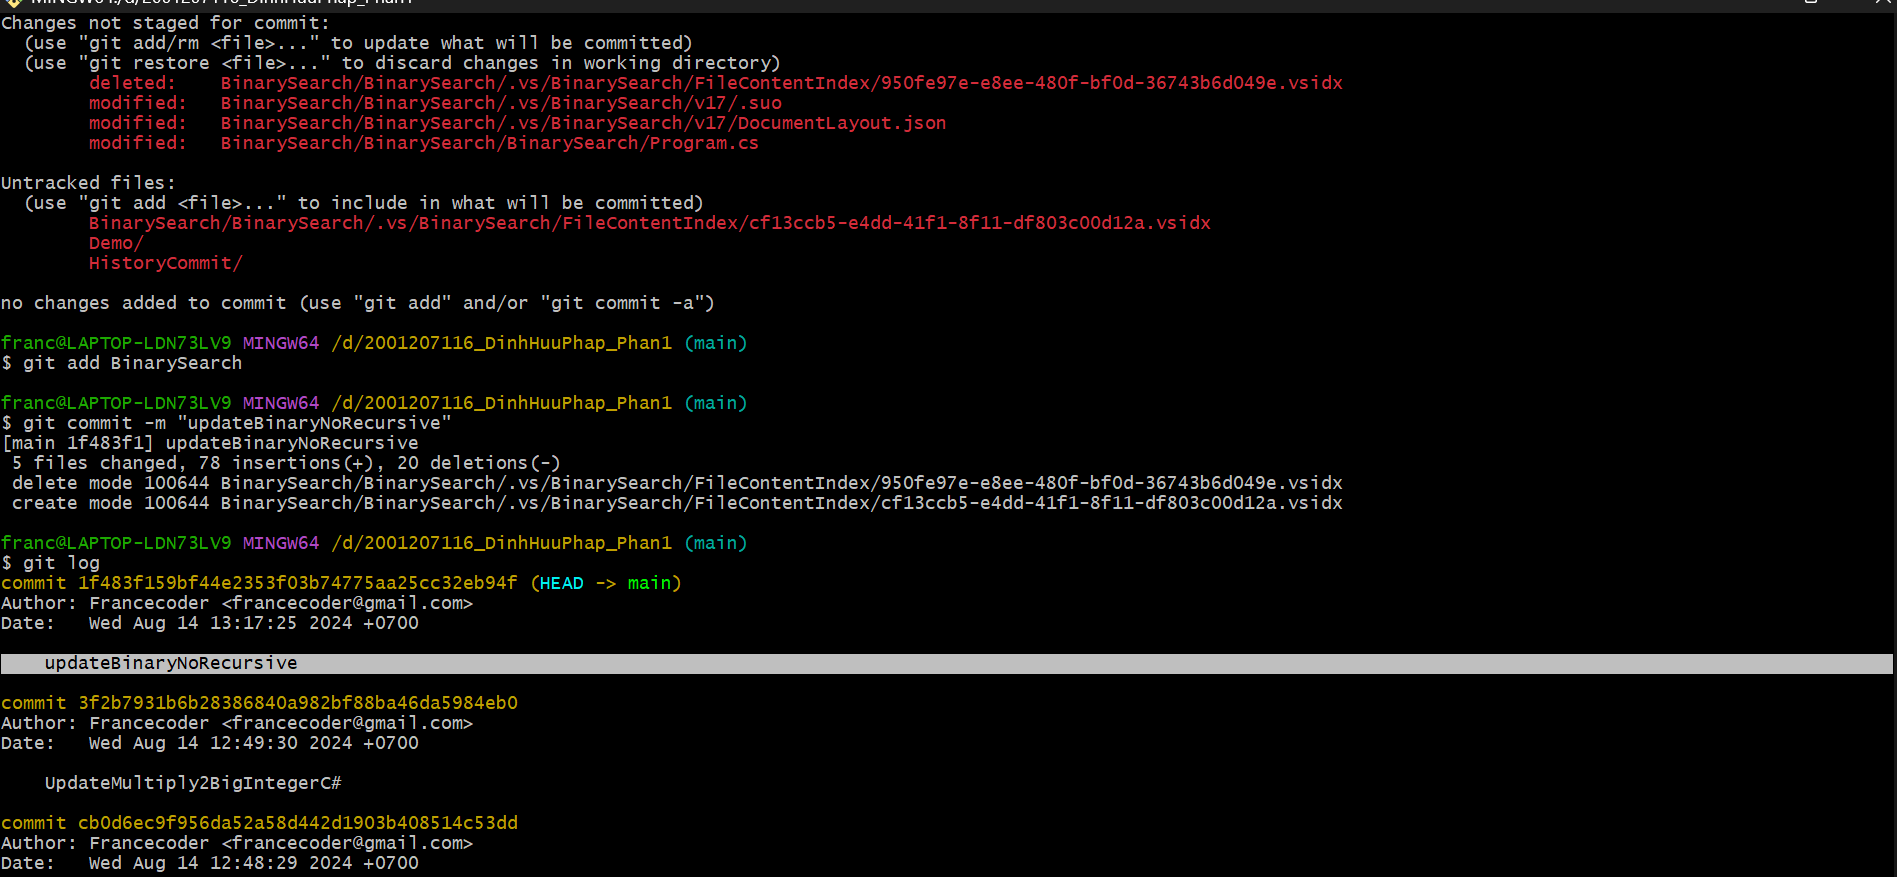 MINGW64:/d/2001207116_DinhHuuPhap_Phan1
Changes not staged for commit:
  (use "git add/rm <file>..." to update what will be committed)
  (use "git restore <file>..." to discard changes in working directory)
        deleted:    BinarySearch/BinarySearch/.vs/BinarySearch/FileContentIndex/950fe97e-e8ee-480f-bf0d-36743b6d049e.vsidx
        modified:   BinarySearch/BinarySearch/.vs/BinarySearch/v17/.suo
        modified:   BinarySearch/BinarySearch/.vs/BinarySearch/v17/DocumentLayout.json
        modified:   BinarySearch/BinarySearch/BinarySearch/Program.cs
Untracked files:
  (use "git add <file>..." to include in what will be committed)
        BinarySearch/BinarySearch/.vs/BinarySearch/FileContentIndex/cf13ccb5-e4dd-41f1-8f11-df803c00d12a.vsidx
        Demo/
        HistoryCommit/
no changes added to commit (use "git add" and/or "git commit -a")
franc@LAPTOP-LDN73LV9 MINGW64 /d/2001207116_DinhHuuPhap_Phan1 (main)
$ git add BinarySearch
franc@LAPTOP-LDN73LV9 MINGW64 /d/2001207116_DinhHuuPhap_Phan1 (main)
$ git commit -m "updateBinaryNoRecursive"
[main 1f483f1] updateBinaryNoRecursive
 5 files changed, 78 insertions(+), 20 deletions(-)
 delete mode 100644 BinarySearch/BinarySearch/.vs/BinarySearch/FileContentIndex/950fe97e-e8ee-480f-bf0d-36743b6d049e.vsidx
 create mode 100644 BinarySearch/BinarySearch/.vs/BinarySearch/FileContentIndex/cf13ccb5-e4dd-41f1-8f11-df803c00d12a.vsidx
franc@LAPTOP-LDN73LV9 MINGW64 /d/2001207116_DinhHuuPhap_Phan1 (main)
$ git log
commit 1f483f159bf44e2353f03b74775aa25cc32eb94f (HEAD -> main)
Author: Francecoder <francecoder@gmail.com>
Date:   Wed Aug 14 13:17:25 2024 +0700
    updateBinaryNoRecursive
commit 3f2b7931b6b28386840a982bf88ba46da5984eb0
Author: Francecoder <francecoder@gmail.com>
Date:   Wed Aug 14 12:49:30 2024 +0700
    UpdateMultiply2BigIntegerC#
commit cb0d6ec9f956da52a58d442d1903b408514c53dd
Author: Francecoder <francecoder@gmail.com>
Date:   Wed Aug 14 12:48:29 2024 +0700